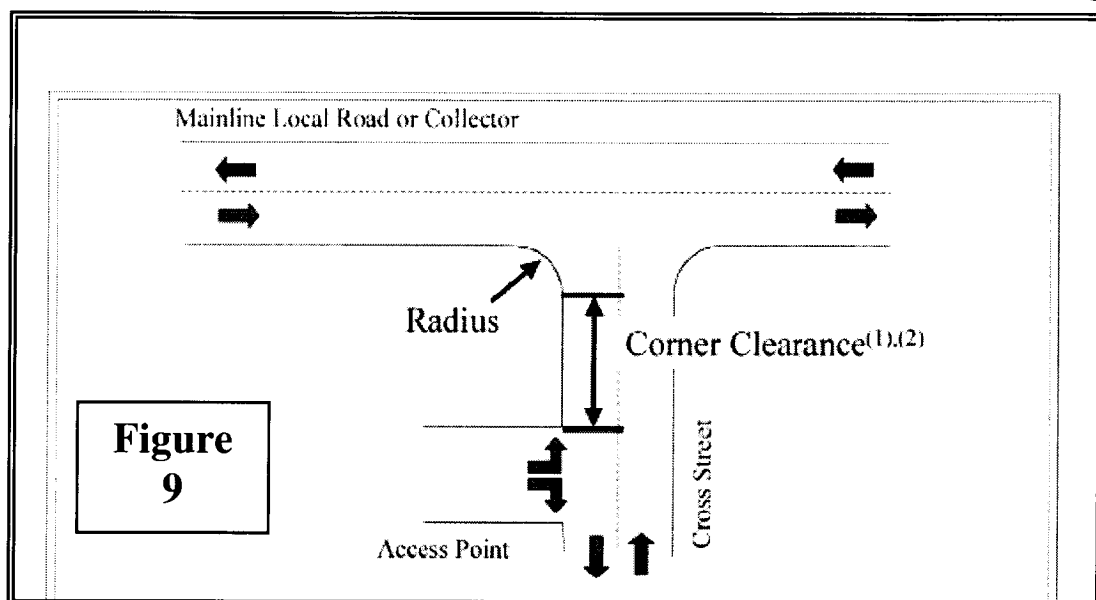 Mainline Local Road or Collector
Radius
Corner Clearance(1),(2)
Figure
9
Cross Street
Access Point